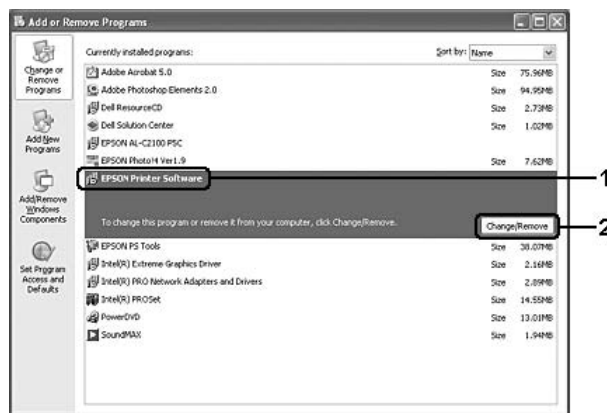 Add or Remove Programs
Change or
Remove
Programs
Add New
Programs
Add/Remove
Windows
Components
Set Program
Access and
Defaults
Currently installed programs:
Sort by: Name
Adobe Acrobat 5.0 Size 75.96MB
Adobe Photoshop Elements 2.0 Size 94.95MB
Dell ResourceCD Size 2.73MB
Dell Solution Center Size 1.02MB
EPSON AL-C2100 PSC
EPSON PhotoH Ver1.9 Size 7.62MB
EPSON Printer Software 1
To change this program or remove it from your computer, click Change/Remove.
Change/Remove 2
EPSON PS Tools Size 38.07MB
Intel(R) Extreme Graphics Driver Size 2.16MB
Intel(R) PRO Network Adapters and Drivers Size 2.89MB
Intel(R) PROSet Size 14.55MB
PowerDVD Size 13.01MB
SoundMAX Size 1.94MB